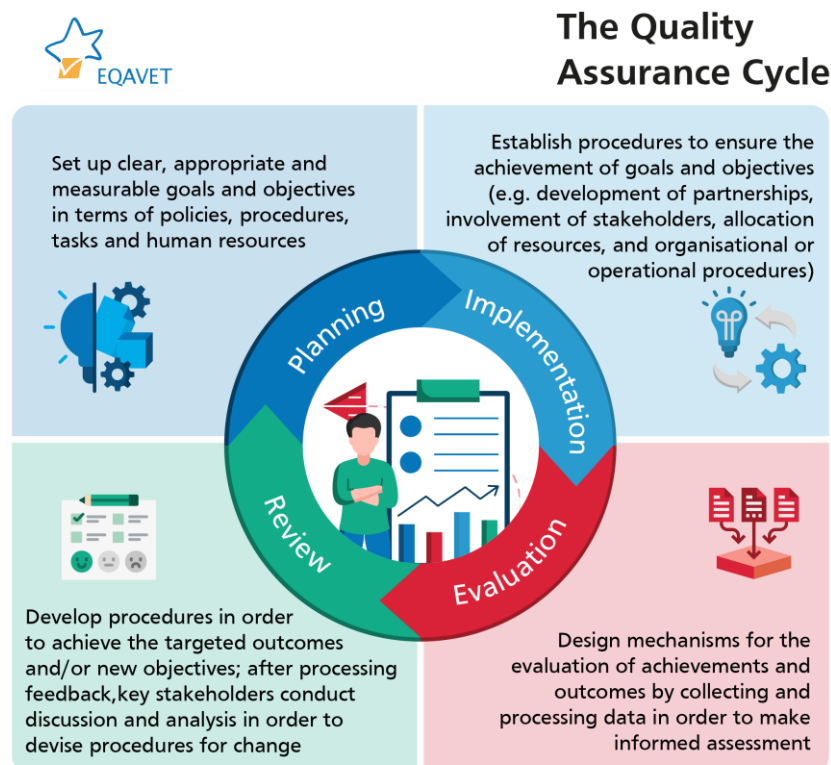 EQAVET
The Quality
Assurance Cycle
Set up clear, appropriate and
measurable goals and objectives
in terms of policies, procedures,
tasks and human resources
Establish procedures to ensure the
achievement of goals and objectives
(e.g. development of partnerships,
involvement of stakeholders, allocation
of resources, and organisational or
operational procedures)
Planning
Implementation
Review
Evaluation
Develop procedures in order
to achieve the targeted outcomes
and/or new objectives; after processing
feedback,key stakeholders conduct
discussion and analysis in order to
devise procedures for change
Design mechanisms for the
evaluation of achievements and
outcomes by collecting and
processing data in order to make
informed assessment